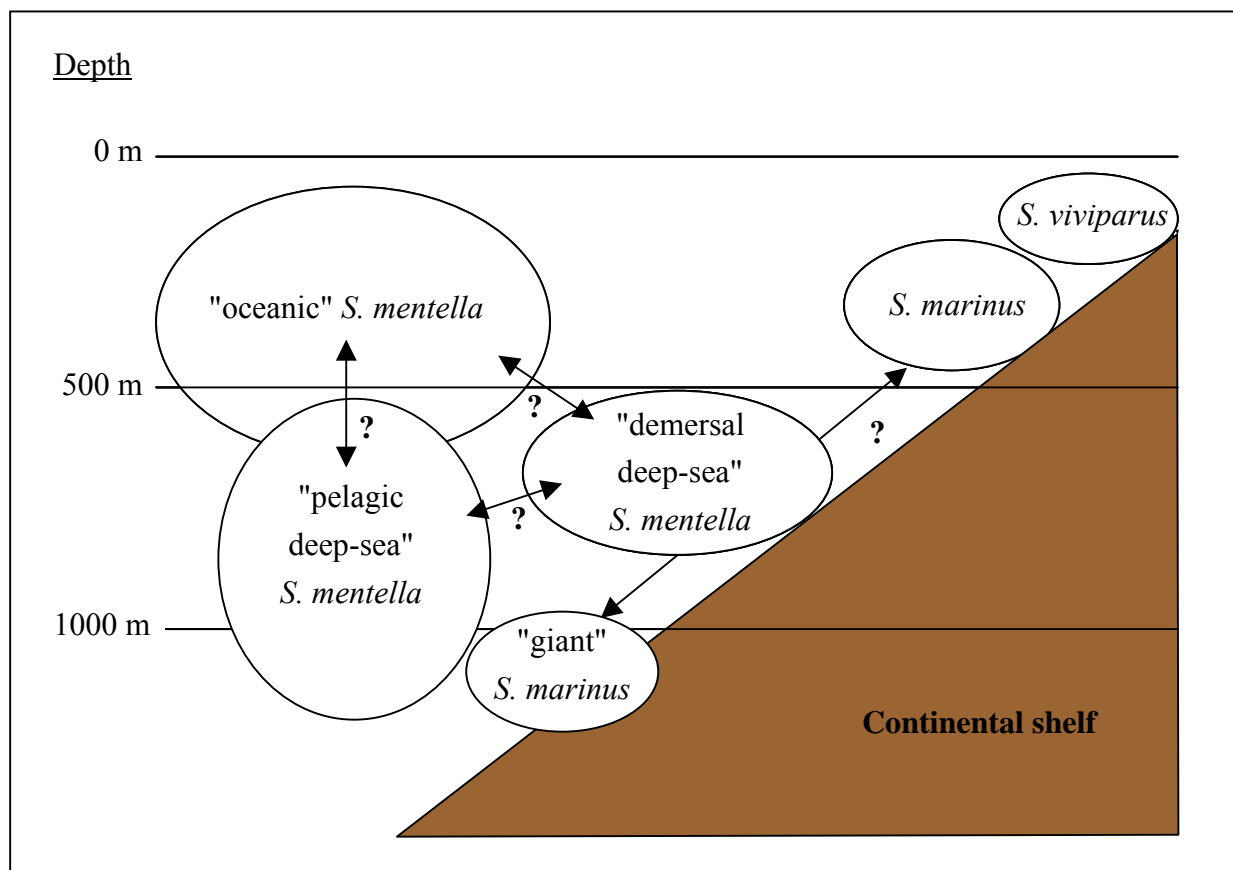 Depth
0 m
S. viviparus
"oceanic" S. mentella
S. marinus
500 m
?
?
"demersal
deep-sea"
S. mentella
?
"pelagic
deep-sea"
S. mentella
?
1000 m
"giant"
S. marinus
Continental shelf